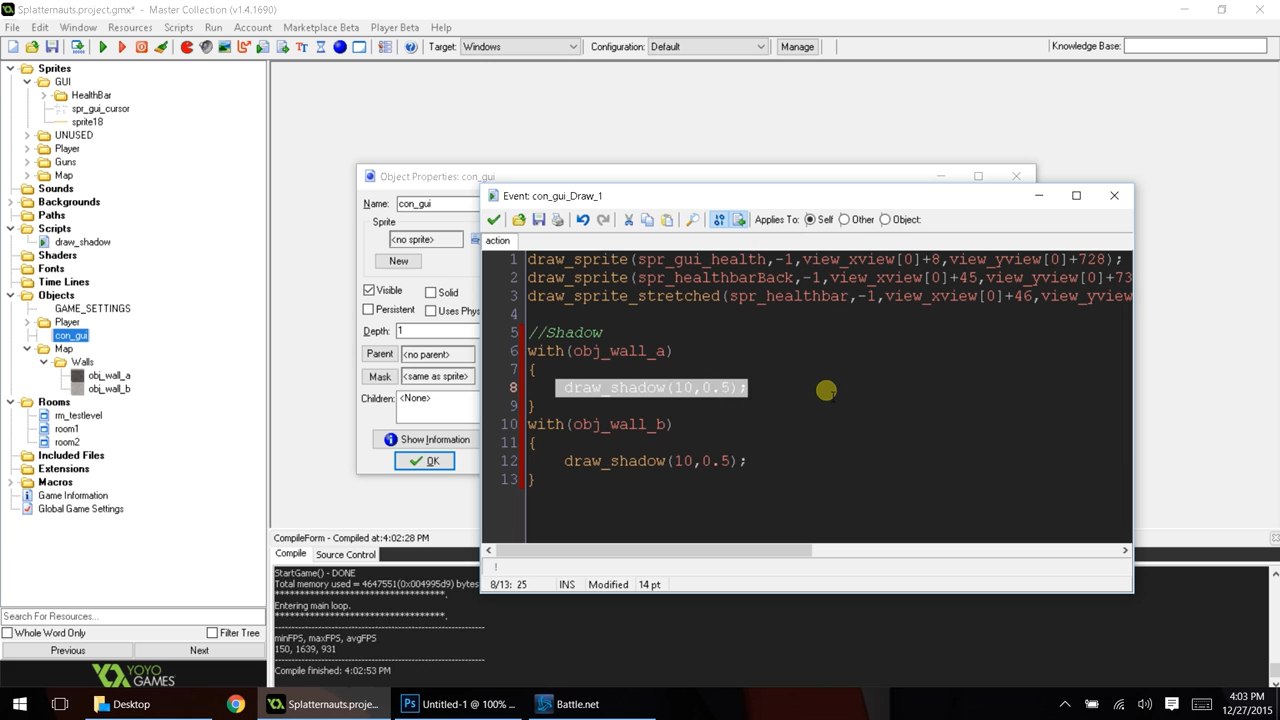 Splatternauts.project.gmx* - Master Collection (v1.4.1690)
File Edit Window Resources Scripts Run Account Marketplace Beta Player Beta Help
Target: Windows Configuration: Default Manage Knowledge Base:
Sprites
GUI
HealthBar
spr_gui_cursor
sprite18
UNUSED
Player
Guns
Map
Sounds
Backgrounds
Paths
Scripts
draw_shadow
Shaders
Fonts
Time Lines
Objects
GAME_SETTINGS
Player
con_gui
Map
Walls
obj_wall_a
obj_wall_b
Rooms
rm_testlevel
room1
room2
Included Files
Extensions
Macros
Game Information
Global Game Settings
Search For Resources...
Whole Word Only Filter Tree
Previous Next
YOYO
GAMES
Object Properties: con_gui
Name: con_gui
Sprite
<no sprite>
New
Visible Solid
Persistent Uses Phys
Depth: 1
Parent <no parent>
Mask <same as sprite>
Children: <None>
Show Information
OK
Event: con_gui_Draw_1
Applies To: Self Other Object:
action
1 draw_sprite(spr_gui_health,-1,view_xview[0]+8,view_yview[0]+728);
2 draw_sprite(spr_healthbarBack,-1,view_xview[0]+45,view_yview[0]+73
3 draw_sprite_stretched(spr_healthbar,-1,view_xview[0]+46,view_yview
4
5 //Shadow
6 with(obj_wall_a)
7 {
8 draw_shadow(10,0.5);
9 }
10 with(obj_wall_b)
11 {
12 draw_shadow(10,0.5);
13 }
!
8/13: 25 INS Modified 14 pt
CompileForm - Compiled at:4:02:28 PM
Compile Source Control
StartGame() - DONE
Total memory used = 4647551(0x004995d9) bytes
**********************************.
Entering main loop.
**********************************.
minFPS, maxFPS, avgFPS
150, 1639, 931
Compile finished: 4:02:53 PM
Desktop Splatternauts.proje... Untitled-1 @ 100% ... Battle.net
4:03 PM
12/27/2015